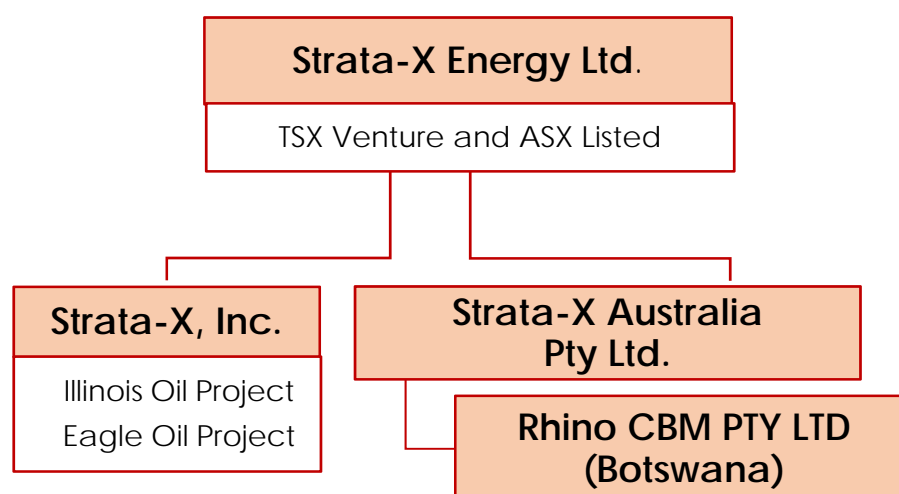 Strata-X Energy Ltd.
TSX Venture and ASX Listed
Strata-X, Inc.
Illinois Oil Project
Eagle Oil Project
Strata-X Australia
Pty Ltd.
Rhino CBM PTY LTD
(Botswana)